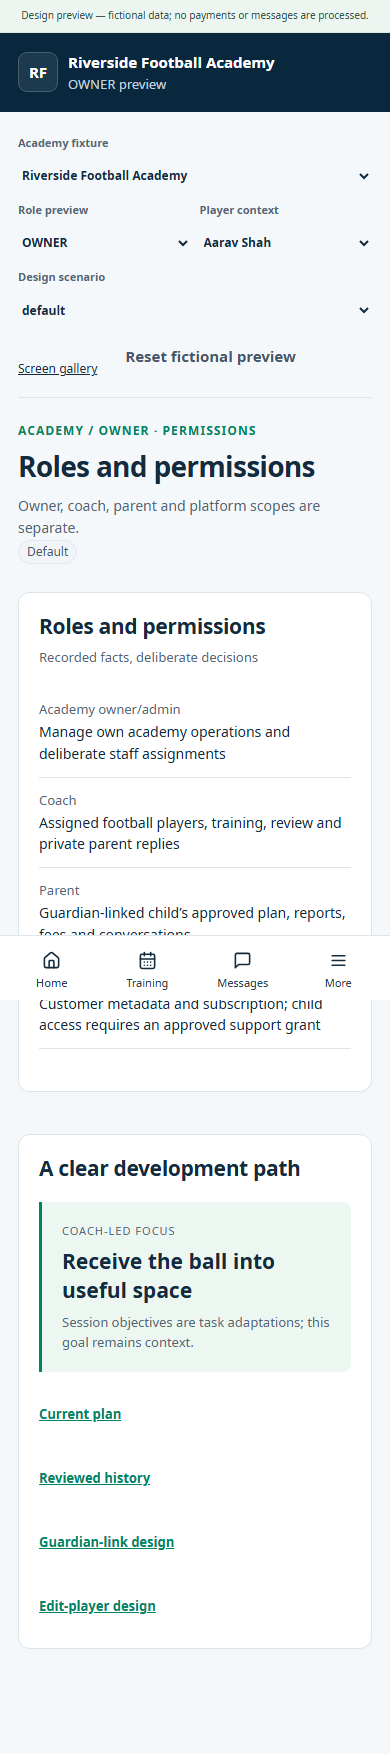 Design preview — fictional data; no payments or messages are processed.
RF
Riverside Football Academy
OWNER preview
Academy fixture
Riverside Football Academy
Role preview
Player context
OWNER
Aarav Shah
Design scenario
default
Screen gallery
Reset fictional preview
ACADEMY / OWNER · PERMISSIONS
Roles and permissions
Owner, coach, parent and platform scopes are
separate.
Default
Roles and permissions
Recorded facts, deliberate decisions
Academy owner/admin
Manage own academy operations and
deliberate staff assignments
Coach
Assigned football players, training, review and
private parent replies
Parent
Guardian-linked child's approved plan, reports,
fees and conversations
Home
Training
Messages
More
Customer metadata and subscription; child
access requires an approved support grant
A clear development path
COACH-LED FOCUS
Receive the ball into
useful space
Session objectives are task adaptations; this
goal remains context.
Current plan
Reviewed history
Guardian-link design
Edit-player design